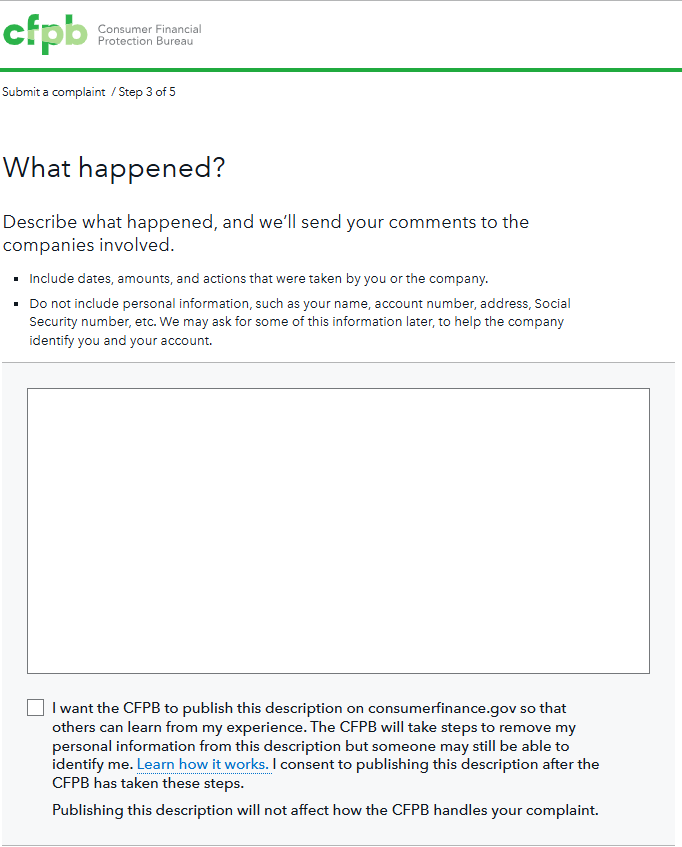 cfpb Consumer Financial
Protection Bureau
Submit a complaint / Step 3 of 5
What happened?
Describe what happened, and we'll send your comments to the
companies involved.
▪ Include dates, amounts, and actions that were taken by you or the company.
▪ Do not include personal information, such as your name, account number, address, Social
Security number, etc. We may ask for some of this information later, to help the company
identify you and your account.
I want the CFPB to publish this description on consumerfinance.gov so that
others can learn from my experience. The CFPB will take steps to remove my
personal information from this description but someone may still be able to
identify me. Learn how it works. I consent to publishing this description after the
CFPB has taken these steps.
Publishing this description will not affect how the CFPB handles your complaint.